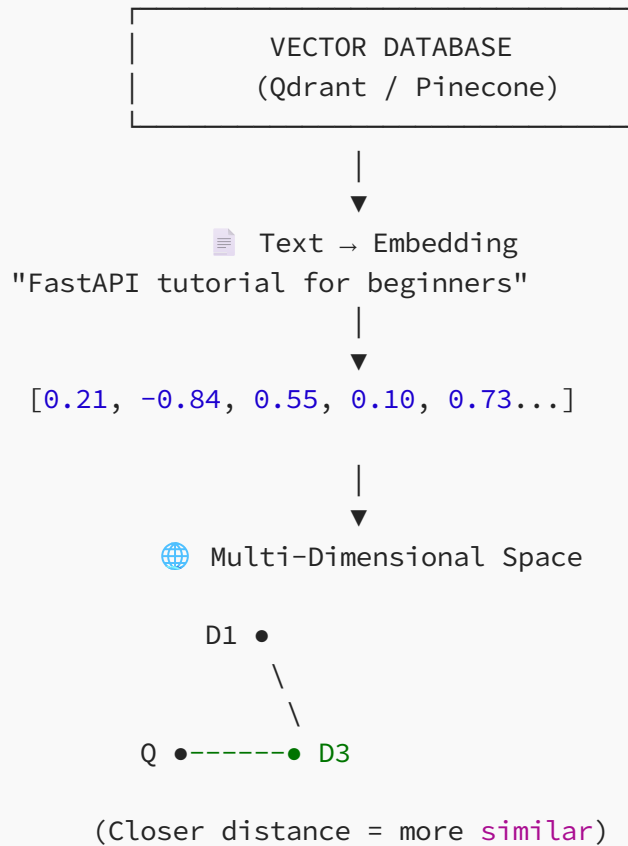 VECTOR DATABASE
(Qdrant / Pinecone)
Text → Embedding
"FastAPI tutorial for beginners"
[0.21, -0.84, 0.55, 0.10, 0.73...]
Multi-Dimensional Space
D1 ●
Q ●------● D3
(Closer distance = more similar)